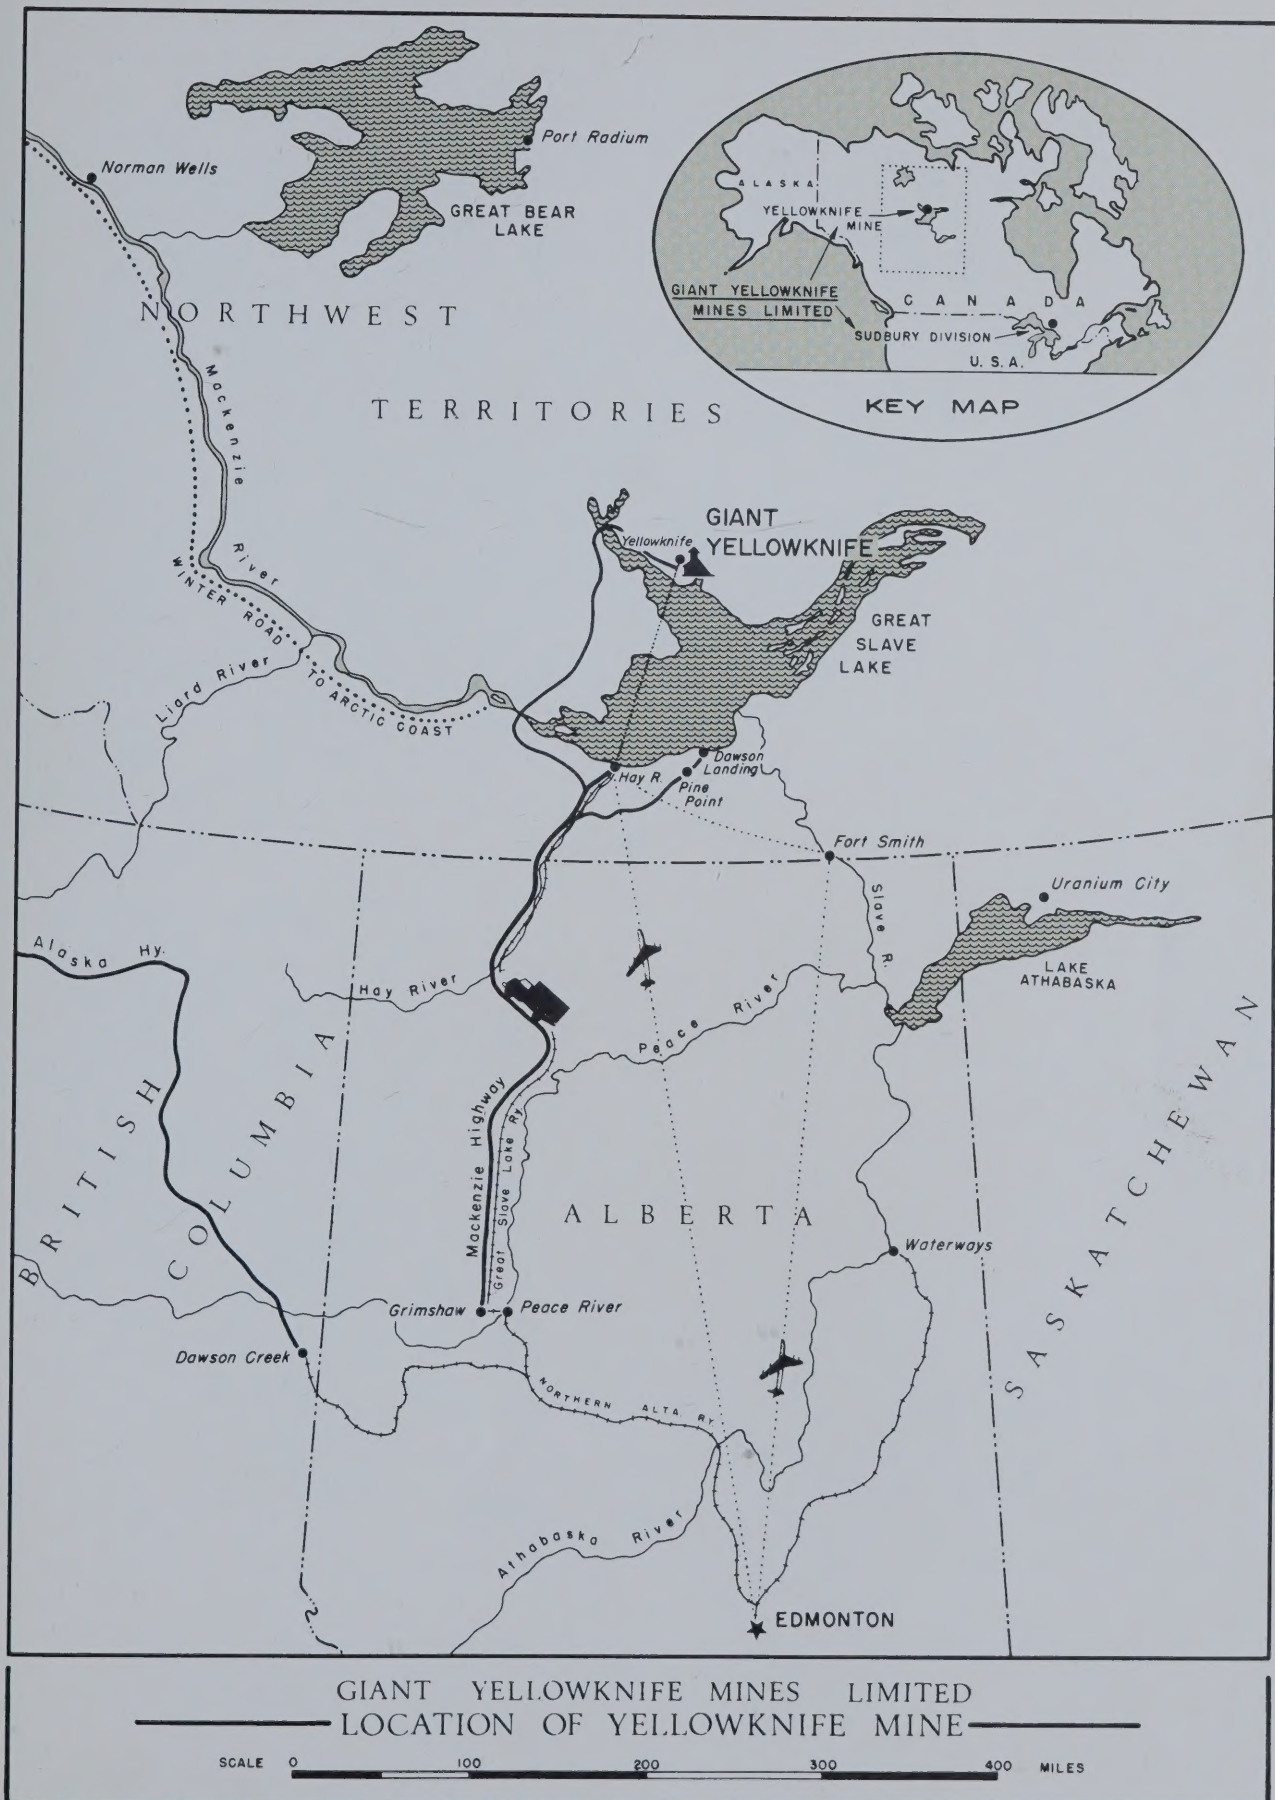 Port Radium
Norman Wells
GREAT BEAR
LAKE
ALASKA
YELLOWKNIFE
MINE
GIANT YELLOWKNIFE
MINES LIMITED
CANADA
SUDBURY DIVISION
U.S.A.
KEY MAP
NORTHWEST
TERRITORIES
Mackenzie
River
WINTER ROAD
TO ARCTIC COAST
Liard River
GIANT
YELLOWKNIFE
Yellowknife
GREAT
SLAVE
LAKE
Dawson
Landing
Hay R.
Pine
Point
Fort Smith
Slave R.
Uranium City
LAKE
ATHABASKA
Alaska Hy.
Hay River
Peace River
BRITISH
COLUMBIA
Mackenzie Highway
Great Slave Lake Ry.
ALBERTA
SASKATCHEWAN
Waterways
Grimshaw
Peace River
Dawson Creek
NORTHERN ALTA. RY.
Athabaska River
EDMONTON
GIANT YELLOWKNIFE MINES LIMITED
LOCATION OF YELLOWKNIFE MINE
SCALE 0 100 200 300 400 MILES